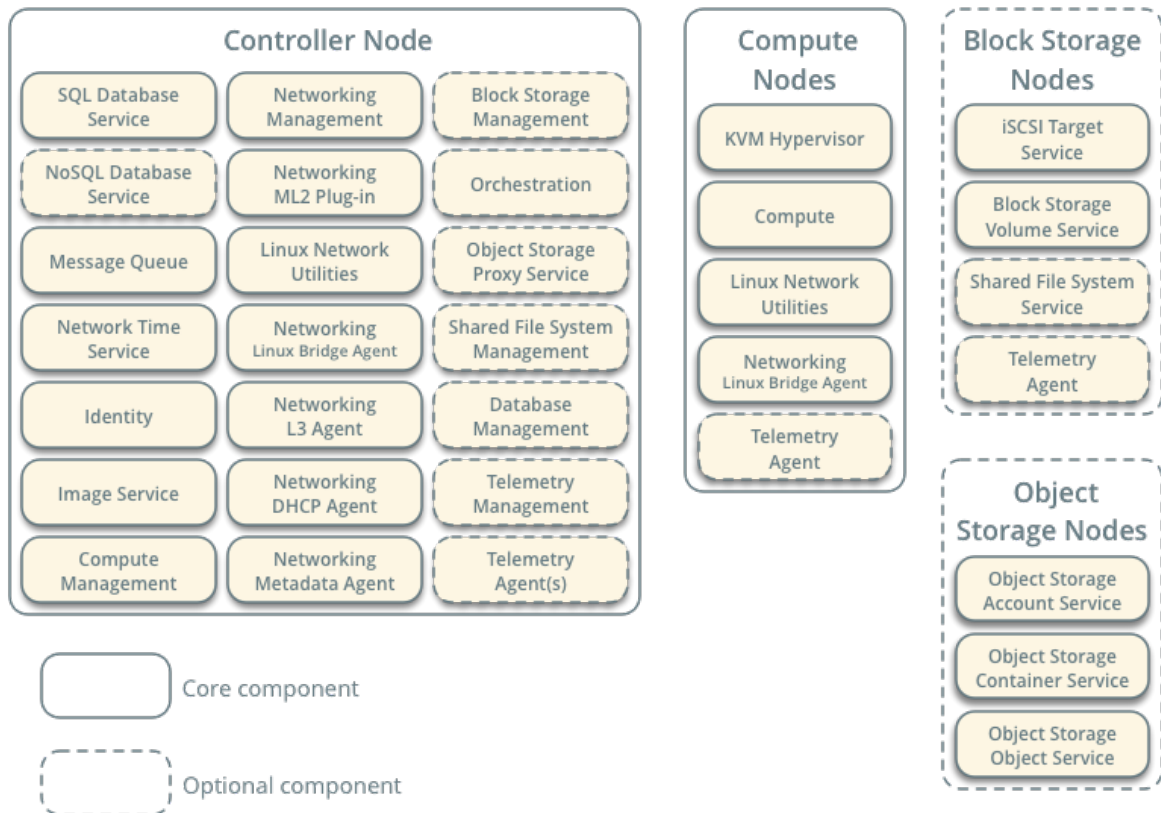 Controller Node
SQL Database
Service
NoSQL Database
Service
Message Queue
Network Time
Service
Identity
Image Service
Compute
Management
Networking
Management
Networking
ML2 Plug-in
Linux Network
Utilities
Networking
Linux Bridge Agent
Networking
L3 Agent
Networking
DHCP Agent
Networking
Metadata Agent
Block Storage
Management
Orchestration
Object Storage
Proxy Service
Shared File System
Management
Database
Management
Telemetry
Management
Telemetry
Agent(s)
Compute
Nodes
KVM Hypervisor
Compute
Linux Network
Utilities
Networking
Linux Bridge Agent
Telemetry
Agent
Block Storage
Nodes
iSCSI Target
Service
Block Storage
Volume Service
Shared File System
Service
Telemetry
Agent
Object
Storage Nodes
Object Storage
Account Service
Object Storage
Container Service
Object Storage
Object Service
Core component
Optional component